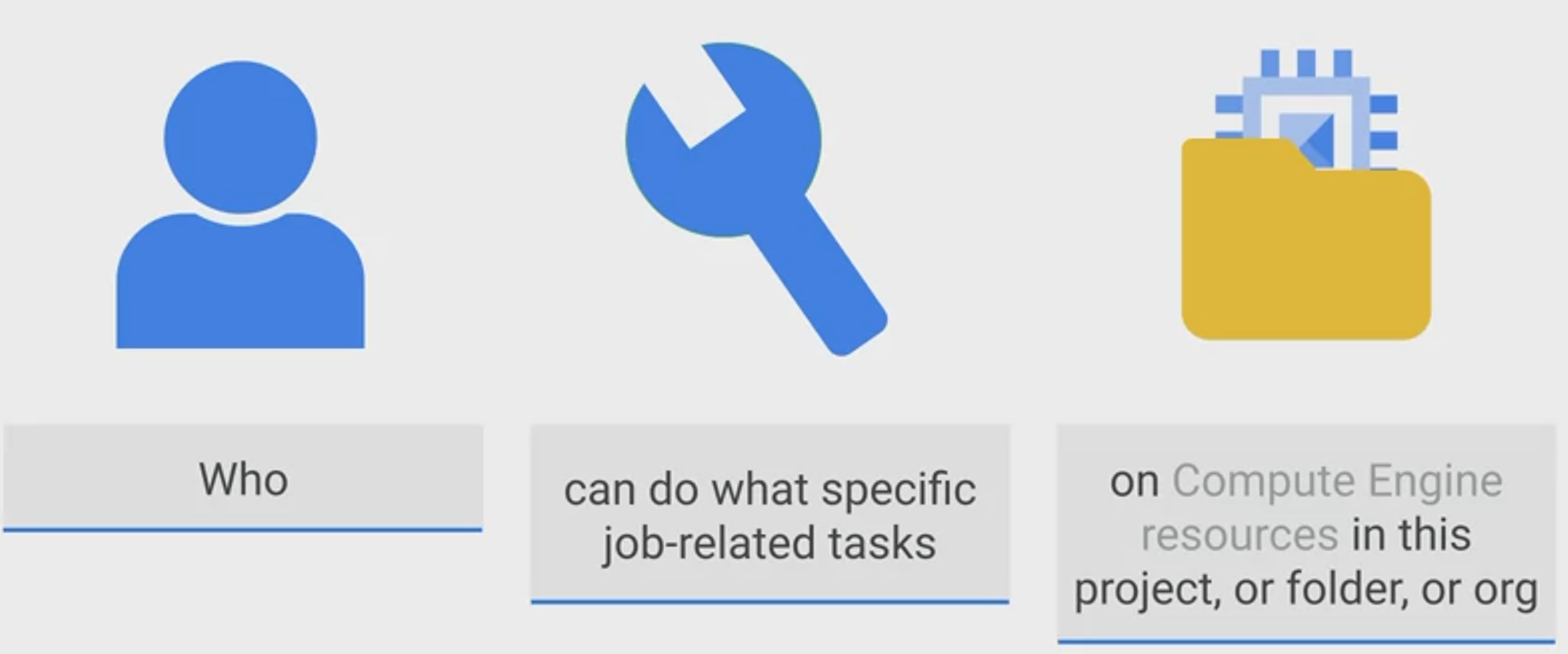 Who
can do what specific
job-related tasks
on Compute Engine
resources in this
project, or folder, or org